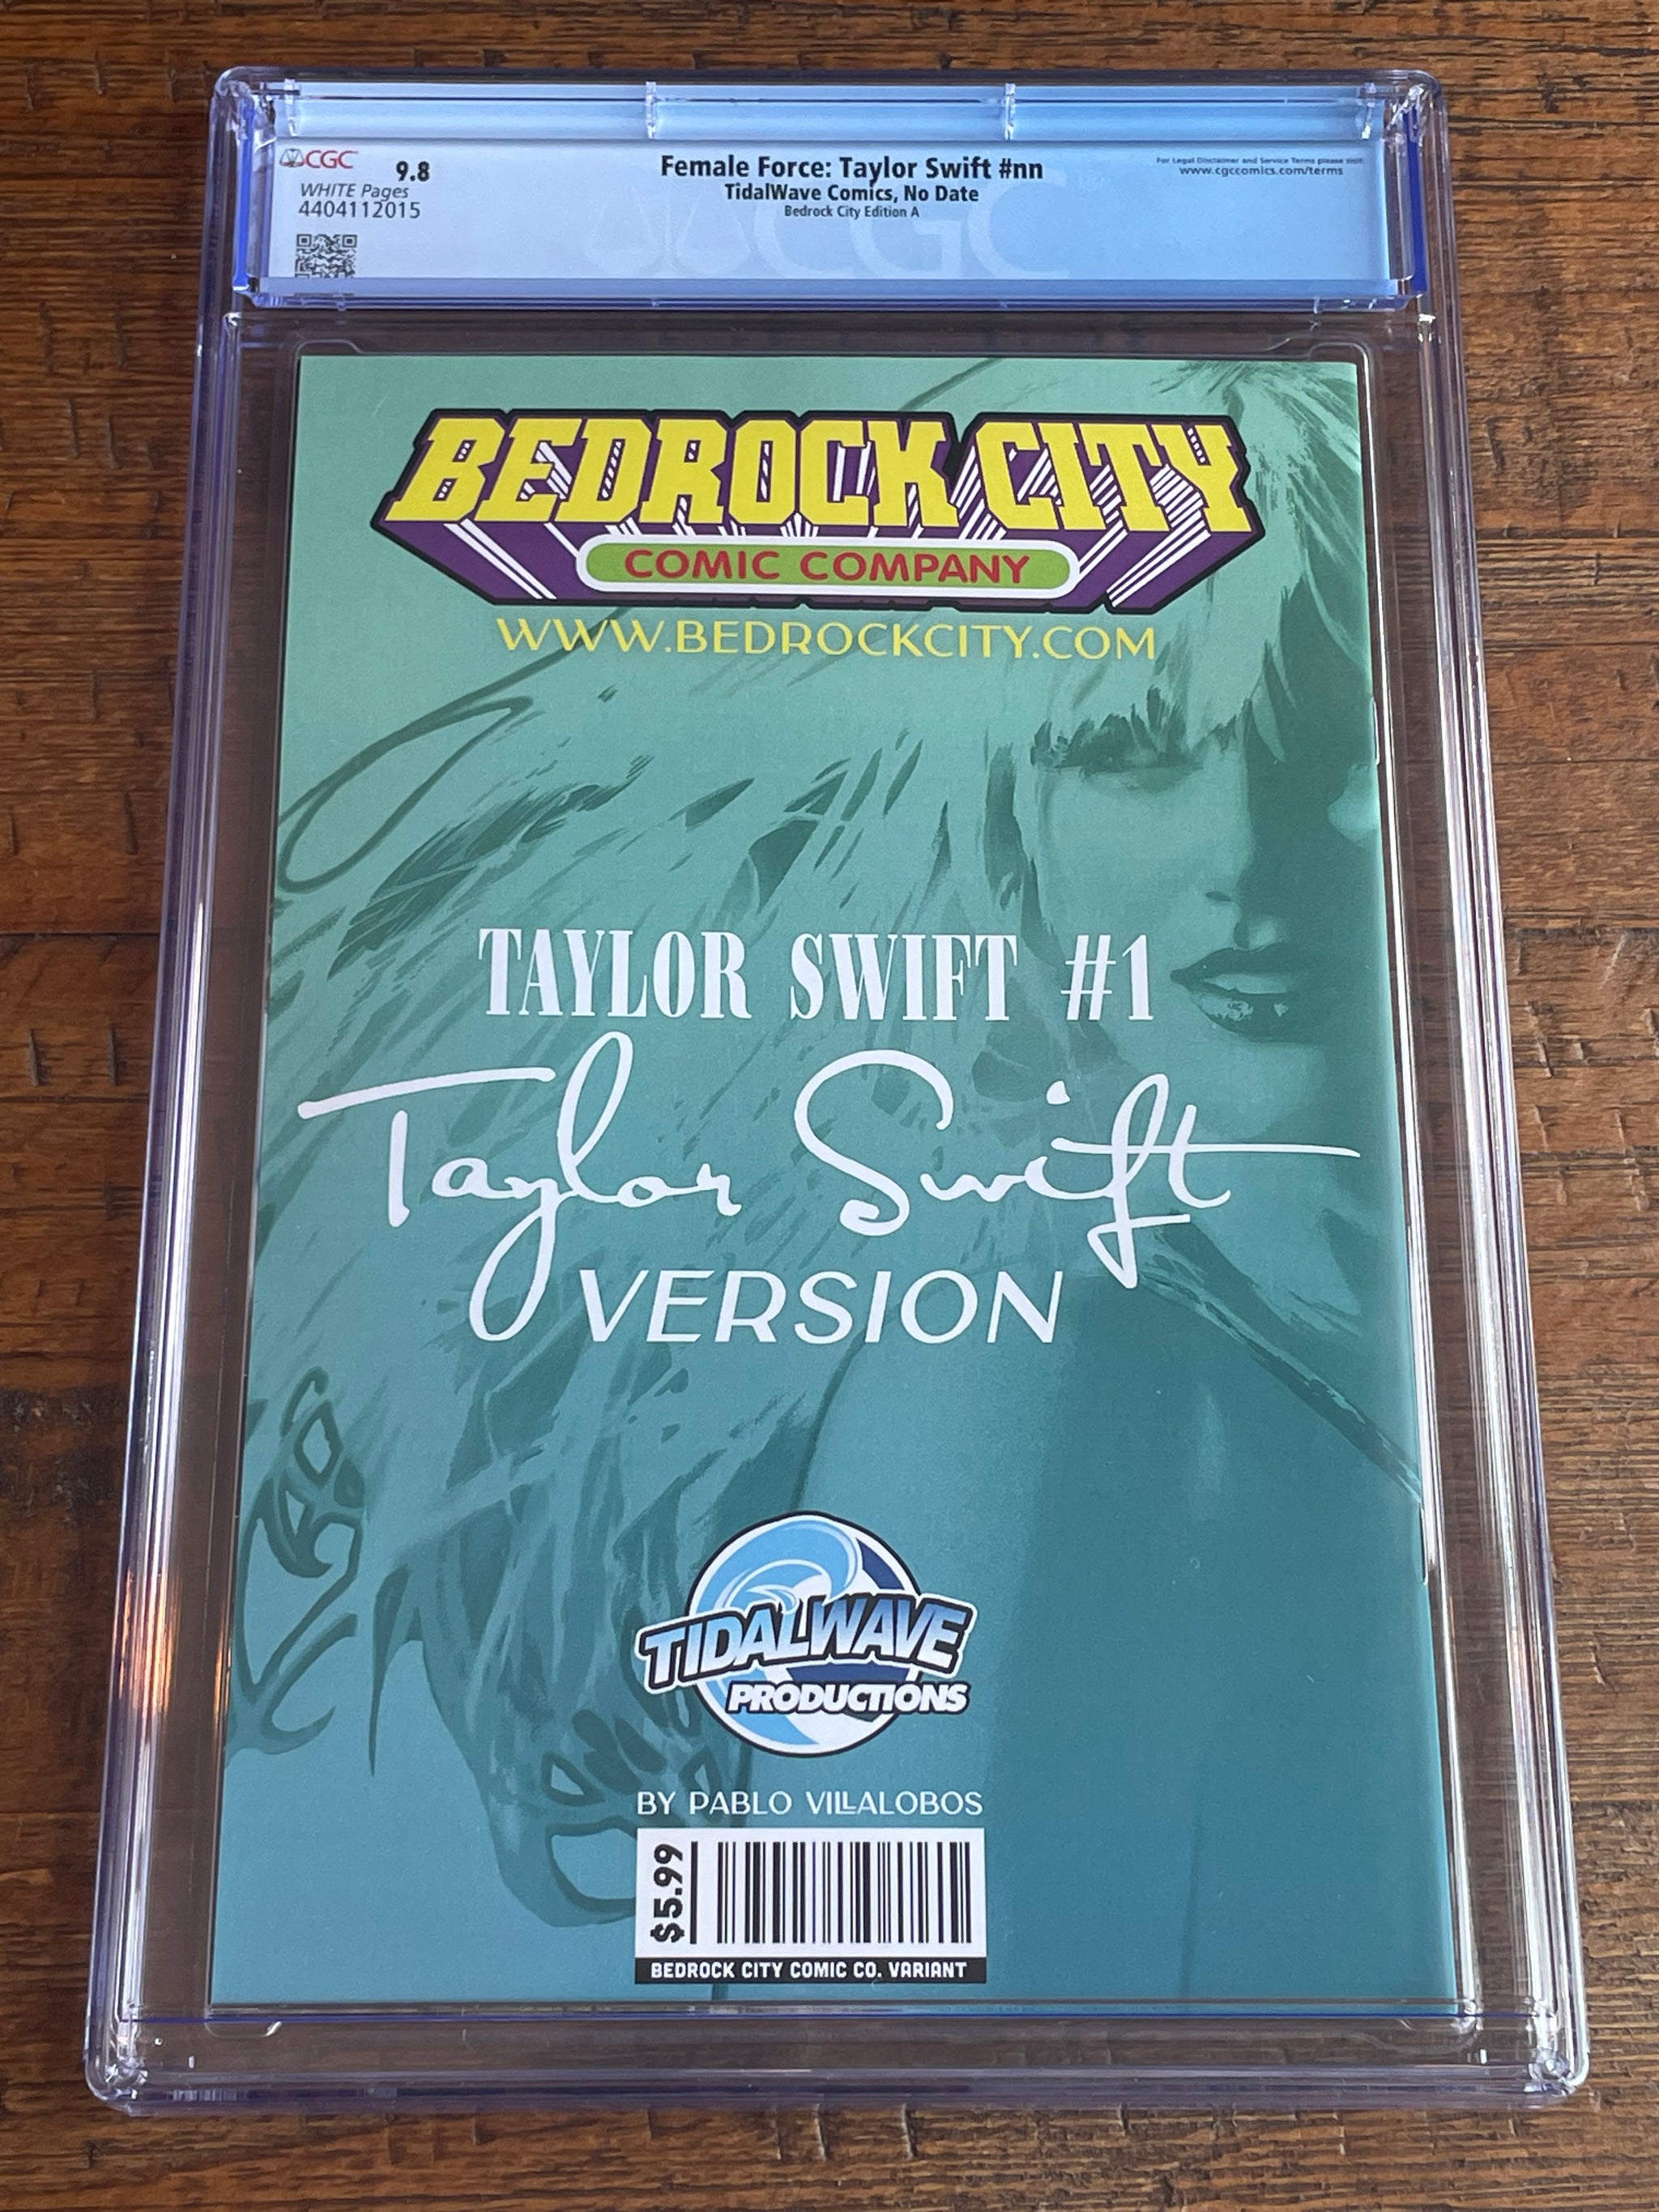 CGC 9.8
WHITE Pages
4404112015
Female Force: Taylor Swift #nn
TidalWave Comics, No Date
Bedrock City Edition A
For Legal Disclaimer and Service Terms please visit:
www.cgccomics.com/terms
CGC
BEDROCK CITY
COMIC COMPANY
WWW.BEDROCKCITY.COM
TAYLOR SWIFT #1
Taylor Swift
VERSION
TIDALWAVE
PRODUCTIONS
BY PABLO VILLALOBOS
$5.99
BEDROCK CITY COMIC CO. VARIANT